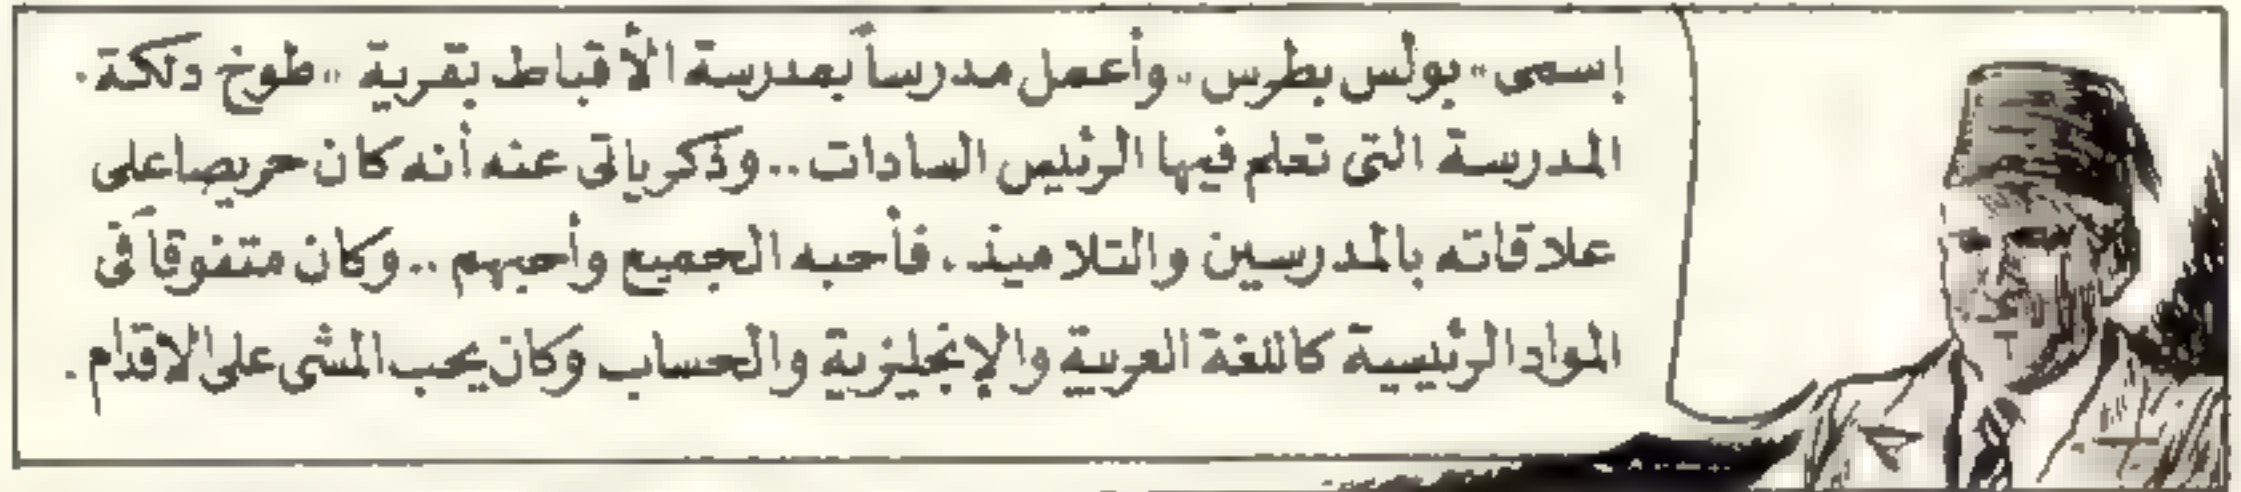 إسمى "بولس بطرس" وأعمل مدرساً بمدرسة الأقباط بقرية "طوخ دلكة"
المدرسة التى تعلم فيها الرئيس السادات .. وذكرياتى عنه أنه كان حريصا على
علاقاته بالمدرسين والتلاميذ . فأحبه الجميع وأحبهم .. وكان متفوقاً فى
المواد الرئيسية كاللغة العربية والإنجليزية والحساب وكان يحب المشى على الاقدام .